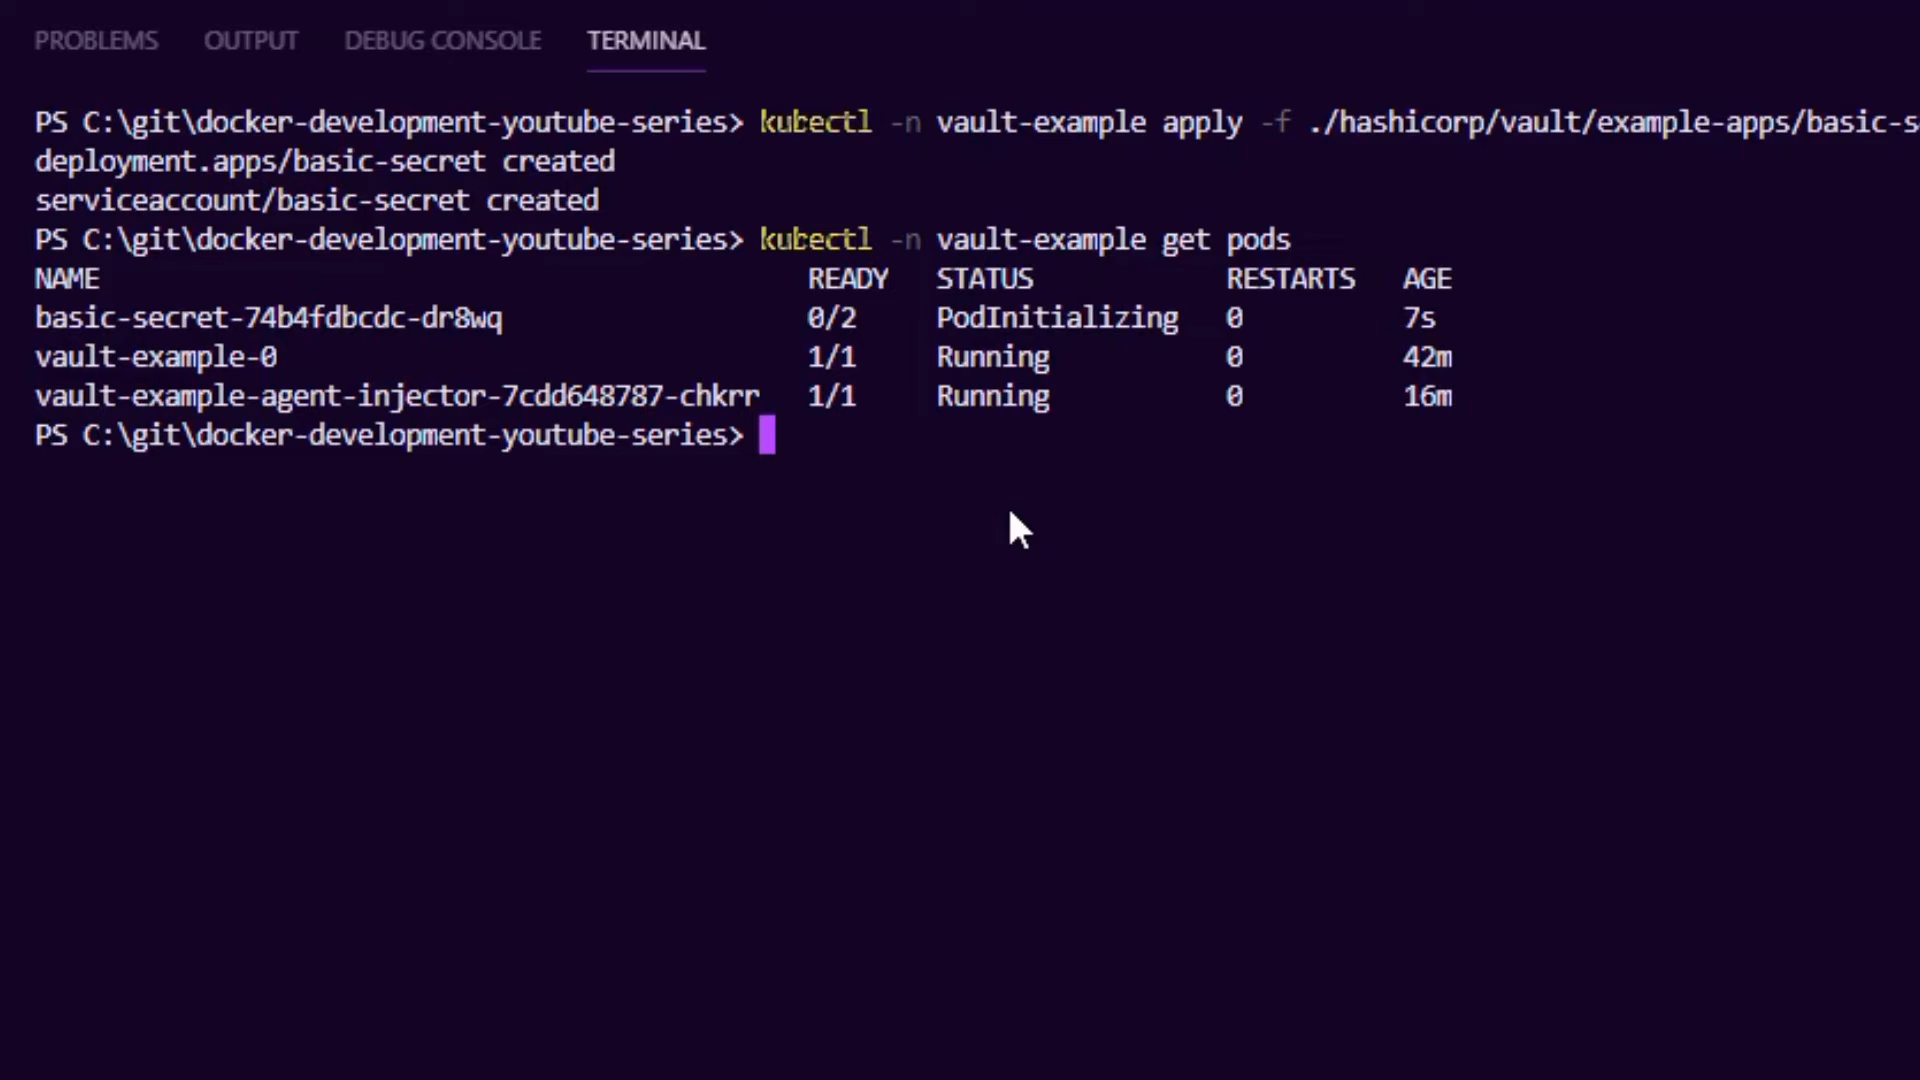 PROBLEMS OUTPUT DEBUG CONSOLE TERMINAL
PS C:\git\docker-development-youtube-series> kubectl -n vault-example apply -f ./hashicorp/vault/example-apps/basic-s
deployment.apps/basic-secret created
serviceaccount/basic-secret created
PS C:\git\docker-development-youtube-series> kubectl -n vault-example get pods
NAME READY STATUS RESTARTS AGE
basic-secret-74b4fdbcdc-dr8wq 0/2 PodInitializing 0 7s
vault-example-0 1/1 Running 0 42m
vault-example-agent-injector-7cdd648787-chkrr 1/1 Running 0 16m
PS C:\git\docker-development-youtube-series>